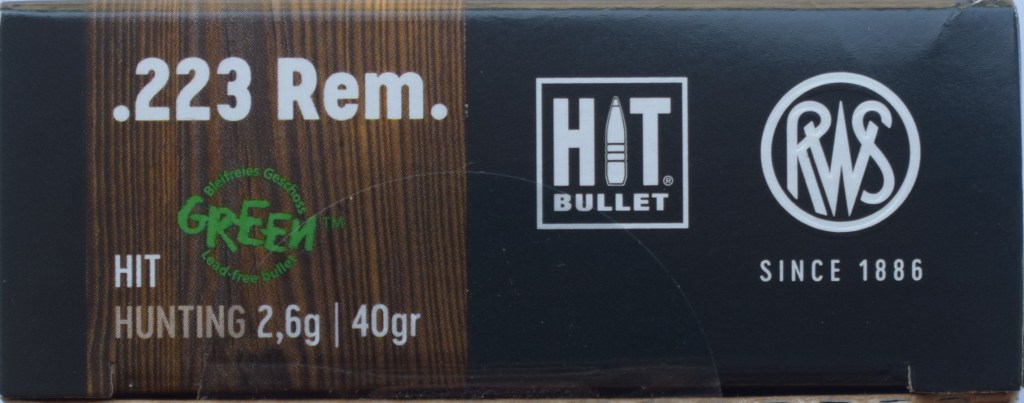 .223 Rem.
Bleifreies Geschoss
GREEN™
Lead-free bullet
HIT
HUNTING 2,6g | 40gr
HIT®
BULLET
RWS
SINCE 1886